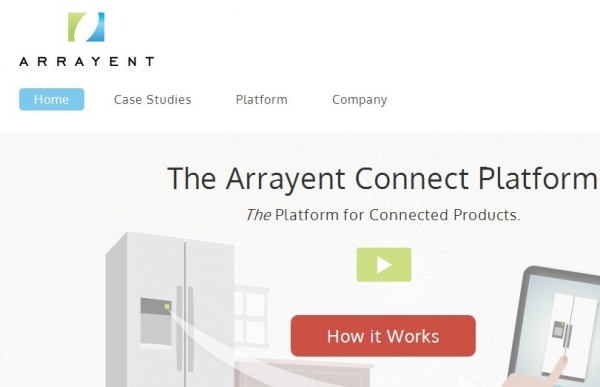 ARRAYENT
Home Case Studies Platform Company
The Arrayent Connect Platform
The Platform for Connected Products.
How it Works